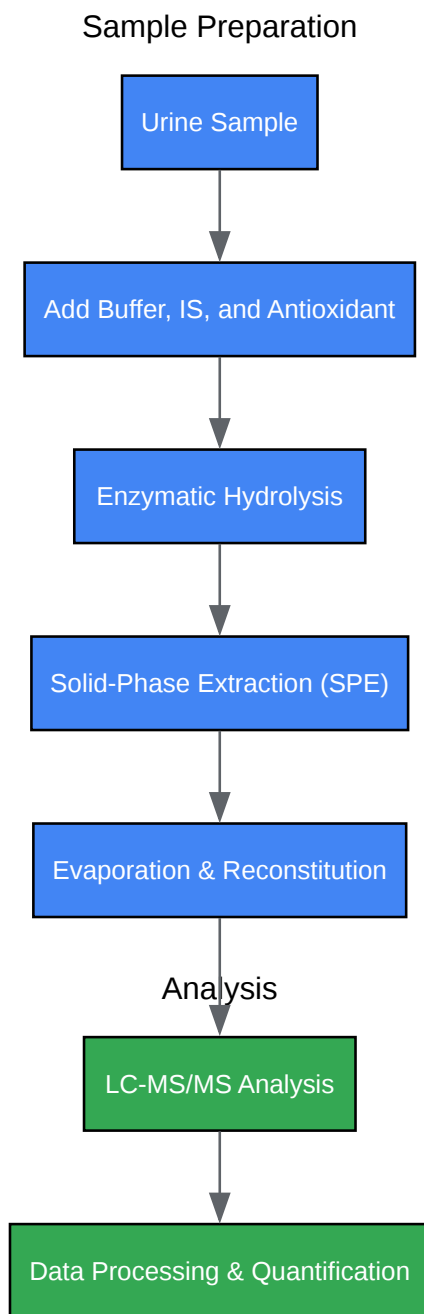 Sample Preparation
Urine Sample
Add Buffer, IS, and Antioxidant
Enzymatic Hydrolysis
Solid-Phase Extraction (SPE)
Evaporation & Reconstitution
Analysis
LC-MS/MS Analysis
Data Processing & Quantification